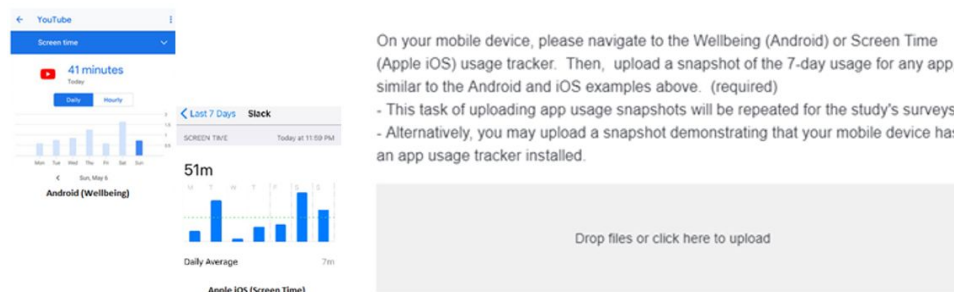 YouTube
Screen time
41 minutes
Today
Daily Hourly
Mon Tue Wed Thu Fri Sat Sun
Sun, May 6
Android (Wellbeing)
Last 7 Days Slack
SCREEN TIME Today at 11:59 PM
51m
M T W T F S S
Daily Average 7m
Apple iOS (Screen Time)
On your mobile device, please navigate to the Wellbeing (Android) or Screen Time
(Apple iOS) usage tracker. Then, upload a snapshot of the 7-day usage for any app,
similar to the Android and iOS examples above. (required)
- This task of uploading app usage snapshots will be repeated for the study's surveys
- Alternatively, you may upload a snapshot demonstrating that your mobile device has
an app usage tracker installed.
Drop files or click here to upload